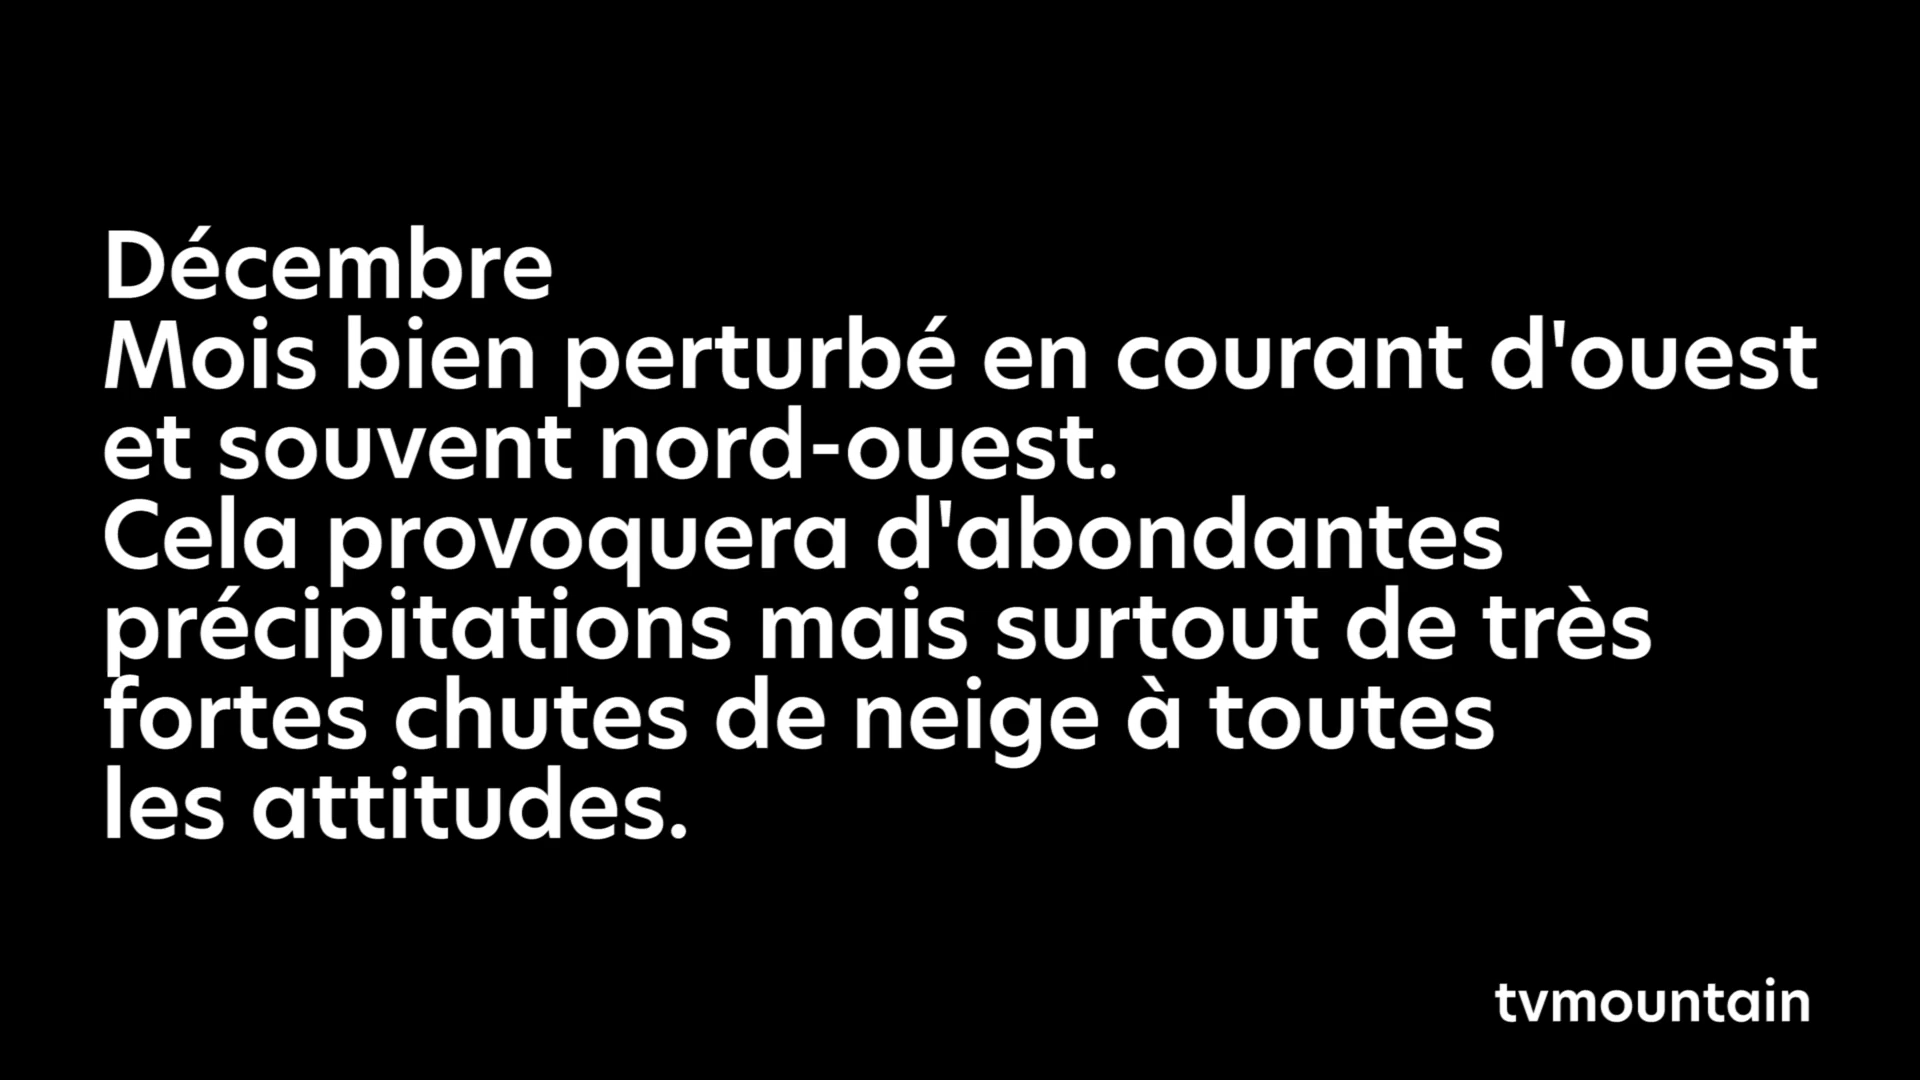 Décembre
Mois bien perturbé en courant d'ouest
et souvent nord-ouest.
Cela provoquera d'abondantes
précipitations mais surtout de très
fortes chutes de neige à toutes
les attitudes.
tvmountain